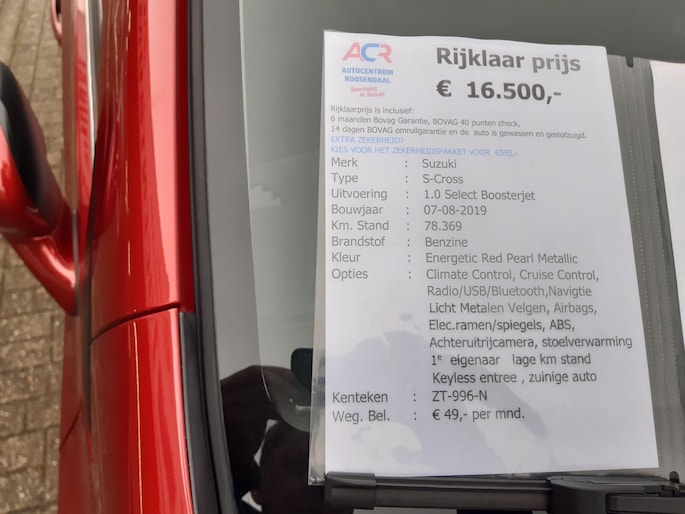 ACR
AUTOCENTRUM
ROOSENDAAL
Specialist
in Suzuki
Rijklaar prijs
€ 16.500,-
Rijklaarprijs is inclusief:
6 maanden Bovag Garantie, BOVAG 40 punten check,
14 dagen BOVAG omruilgarantie en de auto is gewassen en gestofzuigd.
EXTRA ZEKERHEID?
KIES VOOR HET ZEKERHEIDSPAKKET VOOR €595,-
Merk : Suzuki
Type : S-Cross
Uitvoering : 1.0 Select Boosterjet
Bouwjaar : 07-08-2019
Km. Stand : 78.369
Brandstof : Benzine
Kleur : Energetic Red Pearl Metallic
Opties : Climate Control, Cruise Control,
Radio/USB/Bluetooth,Navigtie
Licht Metalen Velgen, Airbags,
Elec.ramen/spiegels, ABS,
Achteruitrijcamera, stoelverwarming
1e eigenaar lage km stand
Keyless entree , zuinige auto
Kenteken : ZT-996-N
Weg. Bel. : € 49,- per mnd.